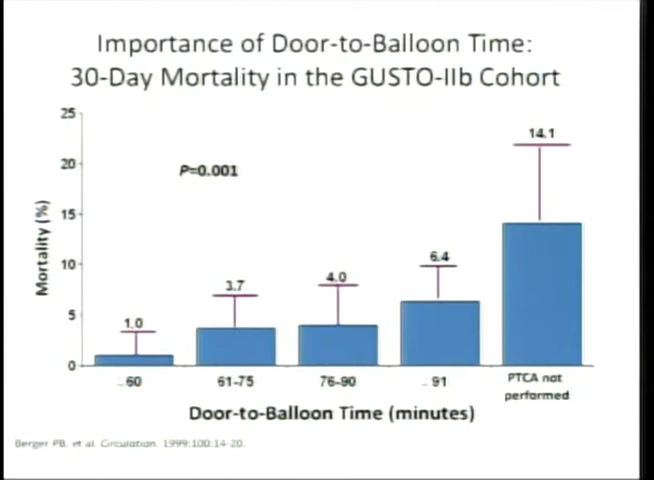 Importance of Door-to-Balloon Time:
30-Day Mortality in the GUSTO-IIb Cohort
25
20
15
10
5
0
Mortality (%)
P=0.001
1.0
3.7
4.0
6.4
14.1
60
61-75
76-90
91
PTCA not
performed
Door-to-Balloon Time (minutes)
Berger PB, et al. Circulation. 1999;100:14-20.